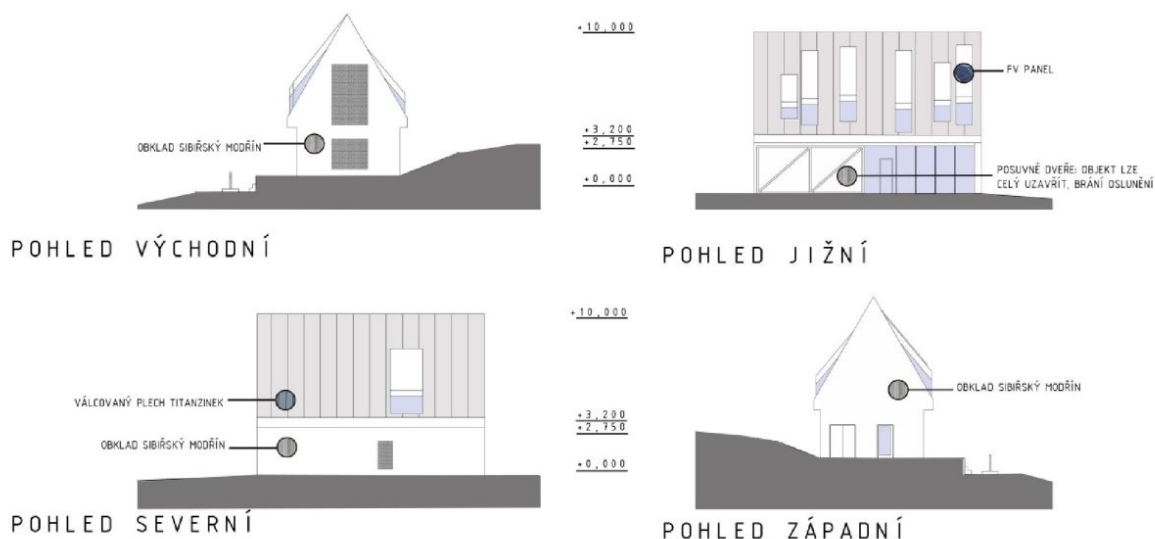 +10,000
FV PANEL
OBKLAD SIBIŘSKÝ MODŘÍN
+3,200
+2,750
POSUVNÉ DVEŘE: OBJEKT LZE
CELÝ UZAVŘÍT, BRÁNÍ OSLUNĚNÍ
+0,000
POHLED VÝCHODNÍ
POHLED JIŽNÍ
+10,000
VÁLCOVANÝ PLECH TITANZINEK
OBKLAD SIBIŘSKÝ MODŘÍN
+3,200
+2,750
OBKLAD SIBIŘSKÝ MODŘÍN
+0,000
POHLED SEVERNÍ
POHLED ZÁPADNÍ